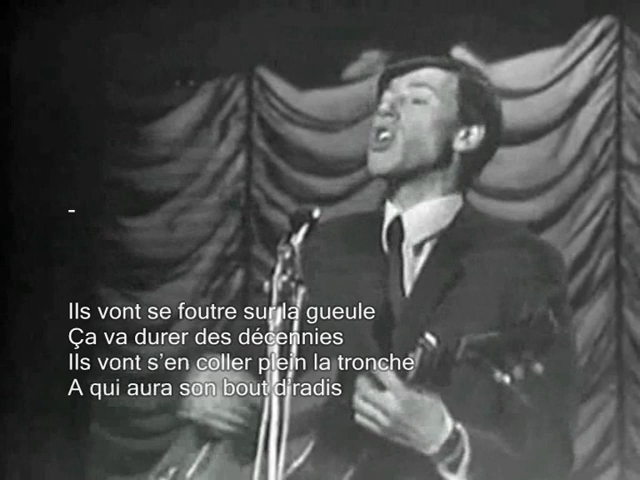 -
Ils vont se foutre sur la gueule
Ça va durer des décennies
Ils vont s’en coller plein la tronche
A qui aura son bout d’radis